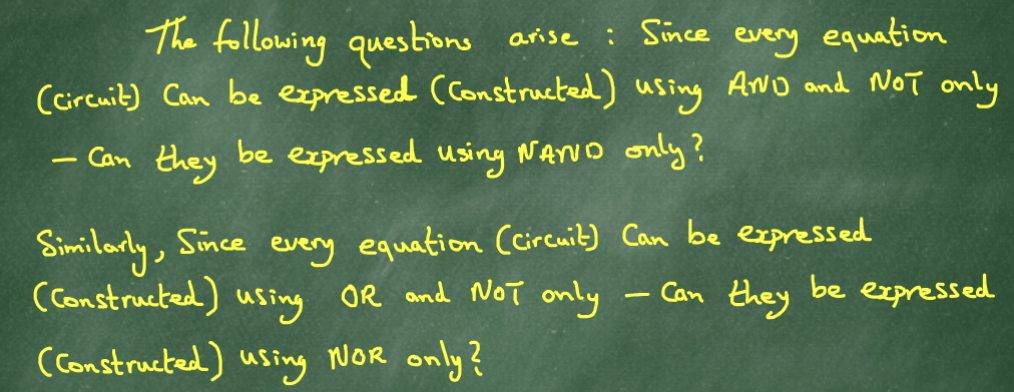 The following questions arise : Since every equation
(circuit) Can be expressed (Constructed) using AND and NOT only
– Can they be expressed using NAND only?
Similarly, Since every equation (circuit) Can be expressed
(Constructed) using OR and NOT only – Can they be expressed
(Constructed) using NOR only?